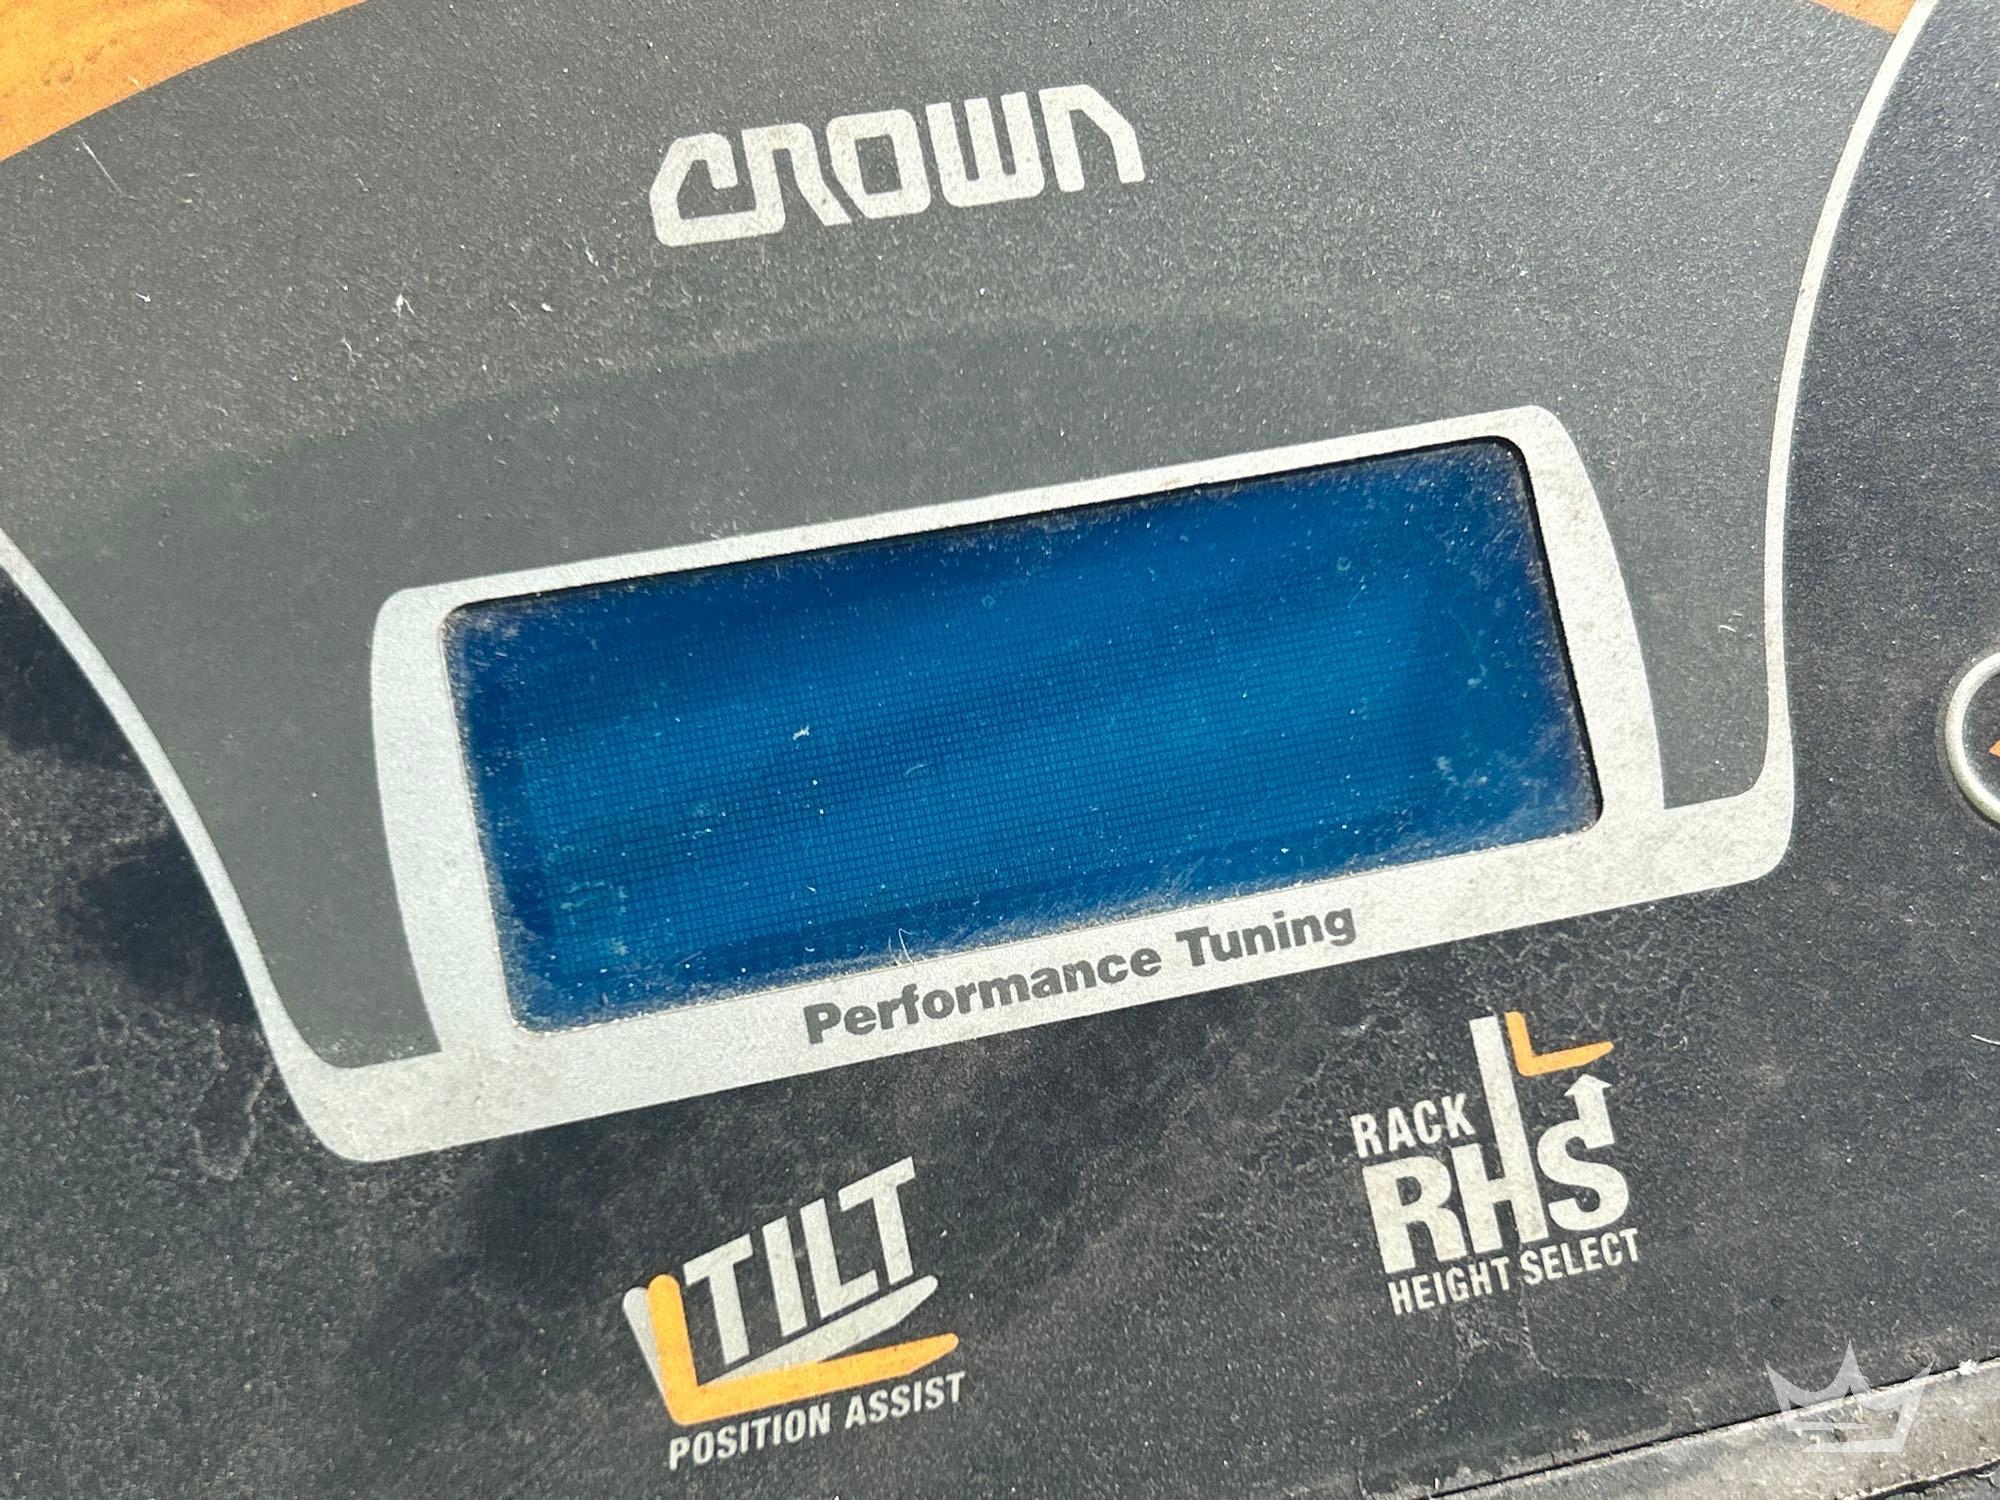 CROWN
Performance Tuning
RACK
RHS
HEIGHT SELECT
TILT
POSITION ASSIST